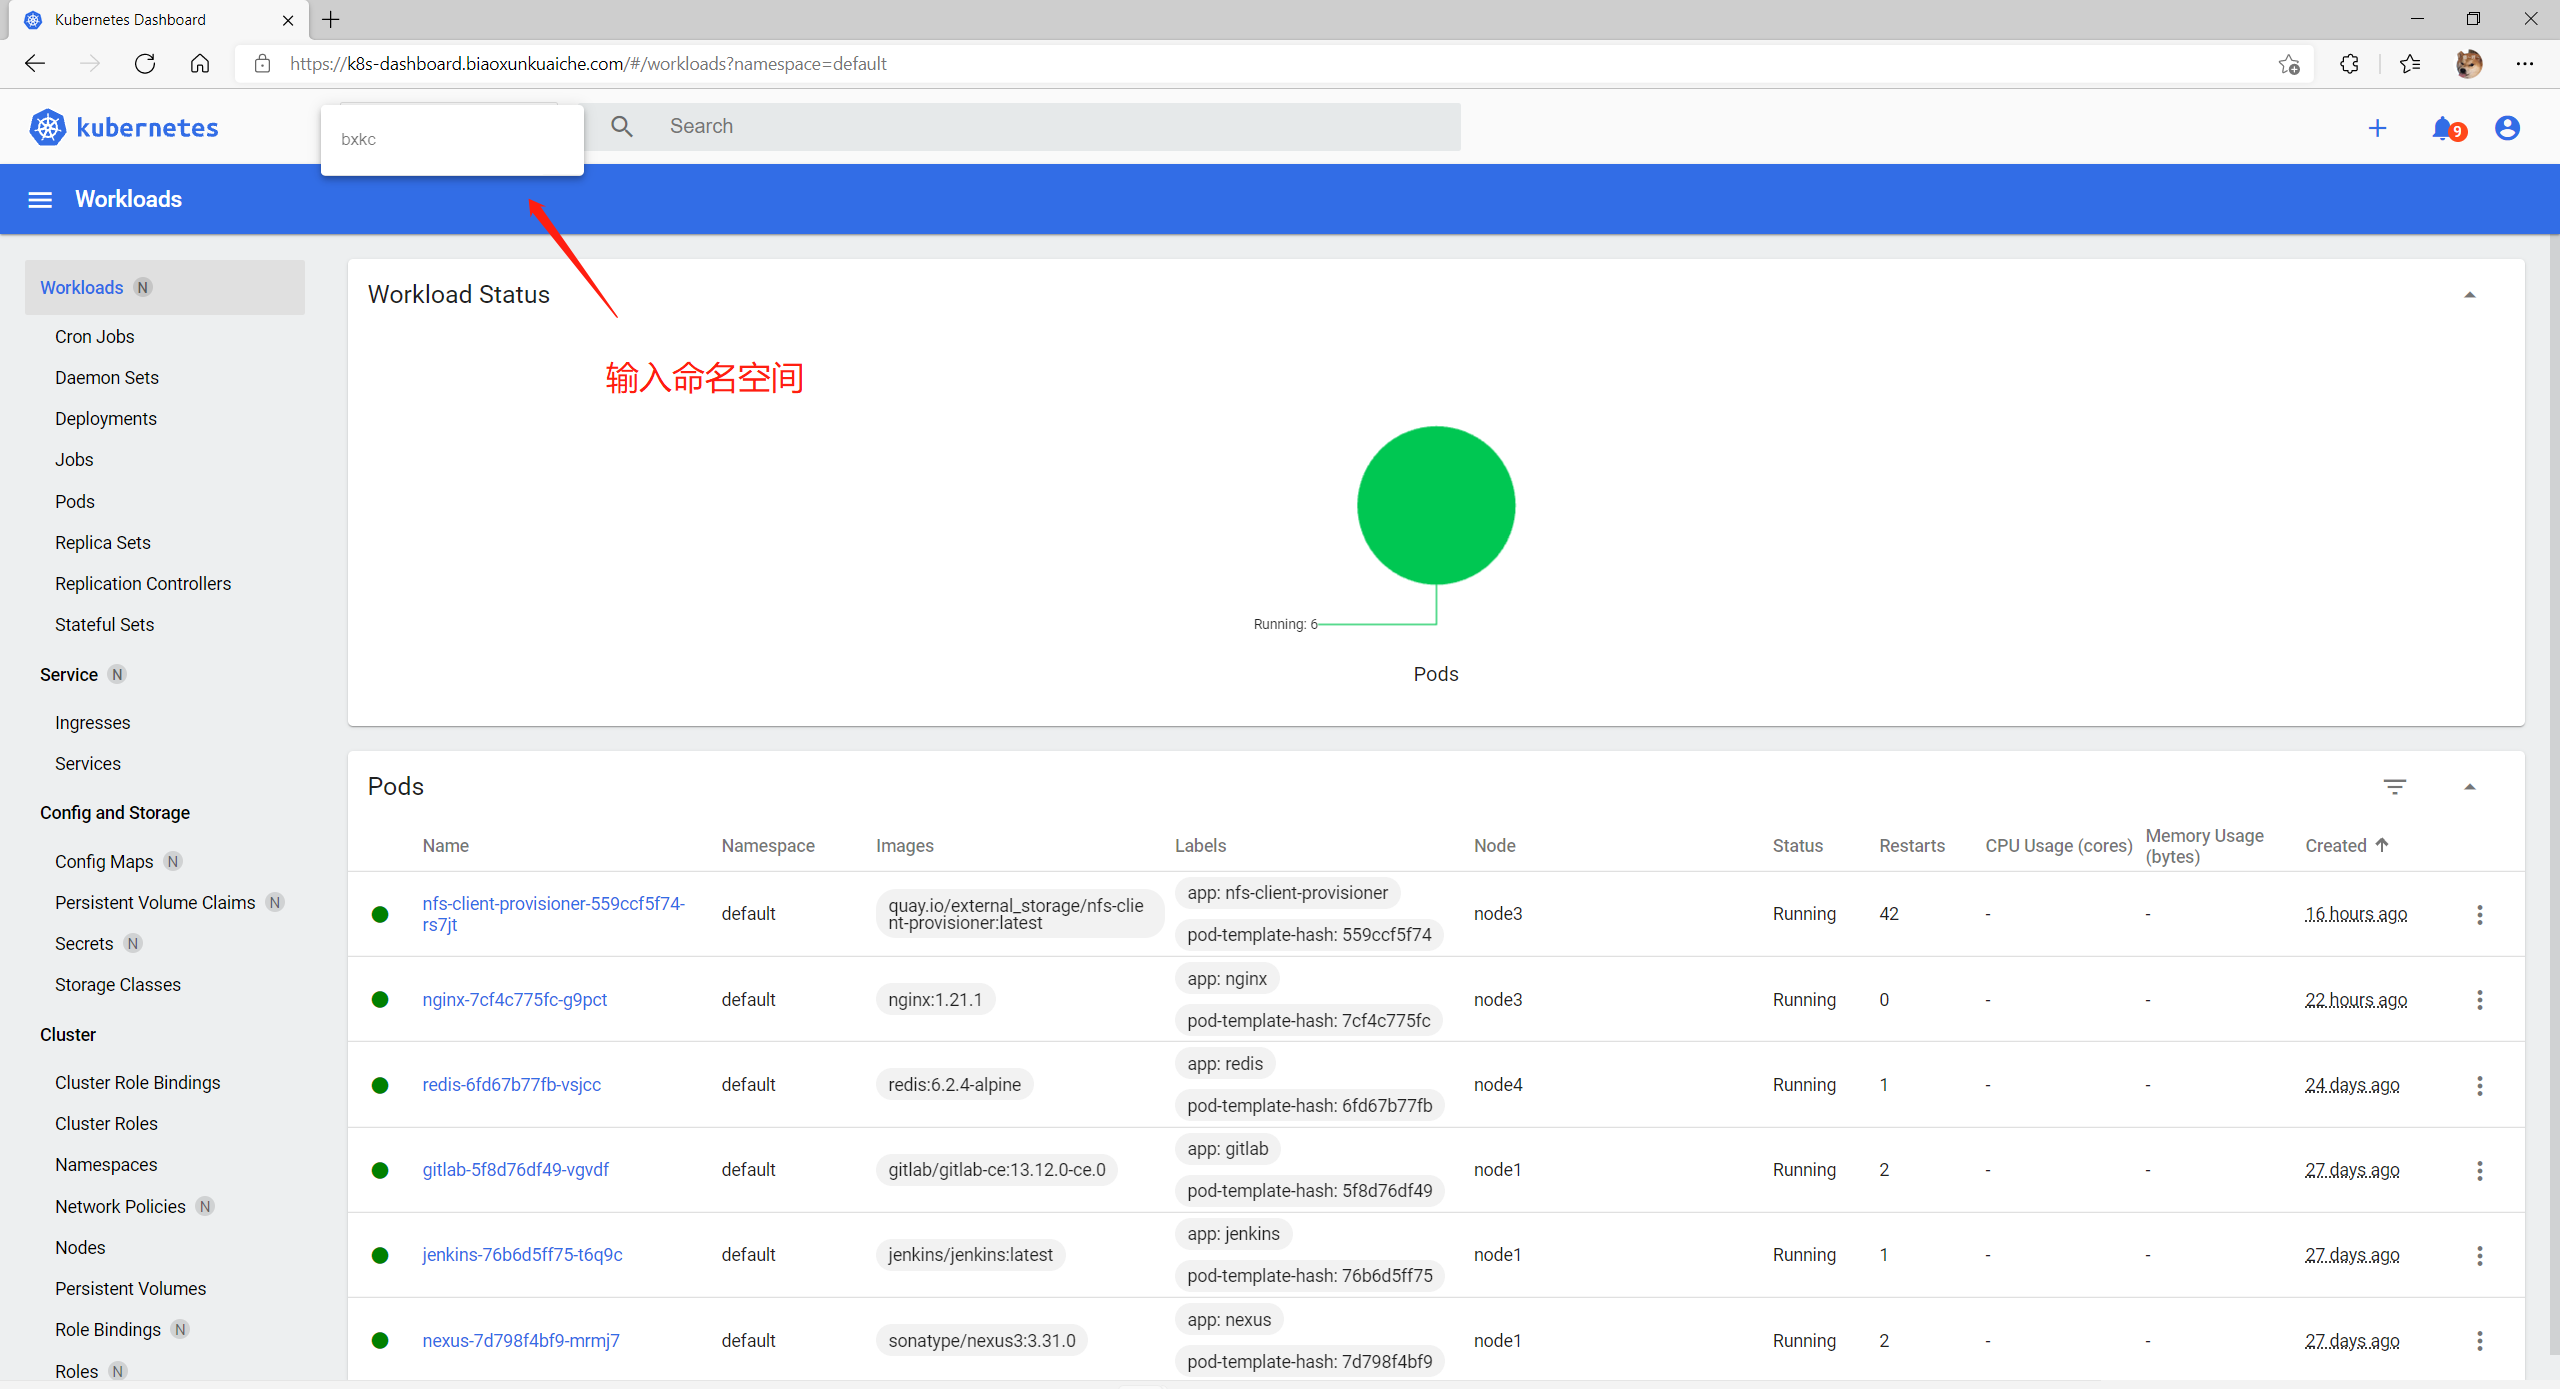 Kubernetes Dashboard
https://k8s-dashboard.biaoxunkuaiche.com/#/workloads?namespace=default
kubernetes
bxkc
Search
9
Workloads
输入命名空间
Workloads N
Cron Jobs
Daemon Sets
Deployments
Jobs
Pods
Replica Sets
Replication Controllers
Stateful Sets
Service N
Ingresses
Services
Config and Storage
Config Maps N
Persistent Volume Claims N
Secrets N
Storage Classes
Cluster
Cluster Role Bindings
Cluster Roles
Namespaces
Network Policies N
Nodes
Persistent Volumes
Role Bindings N
Roles N
Workload Status
Running: 6
Pods
Pods
Name Namespace Images Labels Node Status Restarts CPU Usage (cores) Memory Usage (bytes) Created
nfs-client-provisioner-559ccf5f74-
rs7jt
default
quay.io/external_storage/nfs-clie
nt-provisioner:latest
app: nfs-client-provisioner
pod-template-hash: 559ccf5f74
node3 Running 42 - - 16 hours ago
nginx-7cf4c775fc-g9pct default nginx:1.21.1
app: nginx
pod-template-hash: 7cf4c775fc
node3 Running 0 - - 22 hours ago
redis-6fd67b77fb-vsjcc default redis:6.2.4-alpine
app: redis
pod-template-hash: 6fd67b77fb
node4 Running 1 - - 24 days ago
gitlab-5f8d76df49-vgvdf default gitlab/gitlab-ce:13.12.0-ce.0
app: gitlab
pod-template-hash: 5f8d76df49
node1 Running 2 - - 27 days ago
jenkins-76b6d5ff75-t6q9c default jenkins/jenkins:latest
app: jenkins
pod-template-hash: 76b6d5ff75
node1 Running 1 - - 27 days ago
nexus-7d798f4bf9-mrmj7 default sonatype/nexus3:3.31.0
app: nexus
pod-template-hash: 7d798f4bf9
node1 Running 2 - - 27 days ago